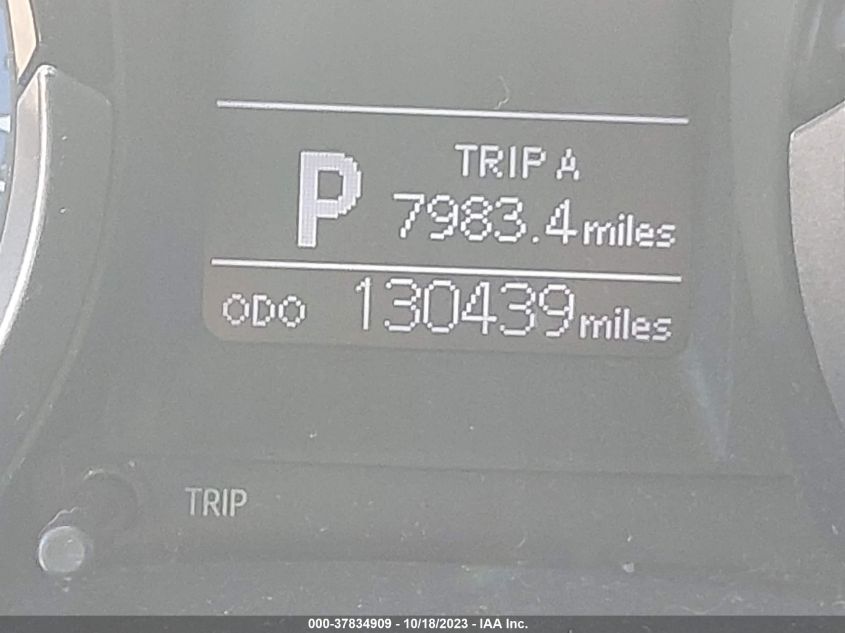 TRIP A
P 7983.4 miles
ODO 130439 miles
TRIP
000-37834909 - 10/18/2023 - IAA Inc.